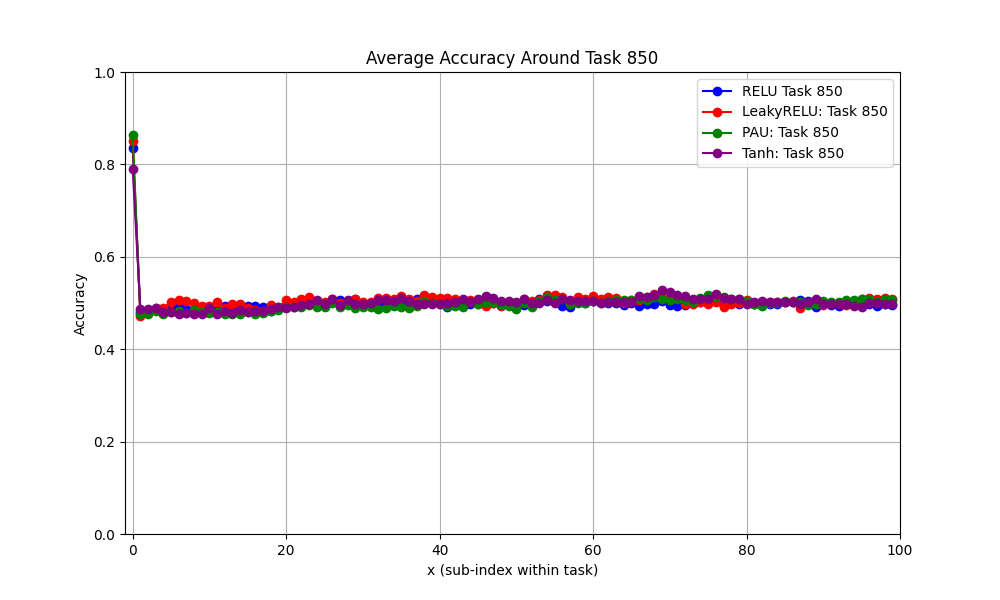 Average Accuracy Around Task 850
1.0
0.8
0.6
0.4
0.2
0.0
Accuracy
RELU Task 850
LeakyRELU: Task 850
PAU: Task 850
Tanh: Task 850
0 20 40 60 80 100
x (sub-index within task)